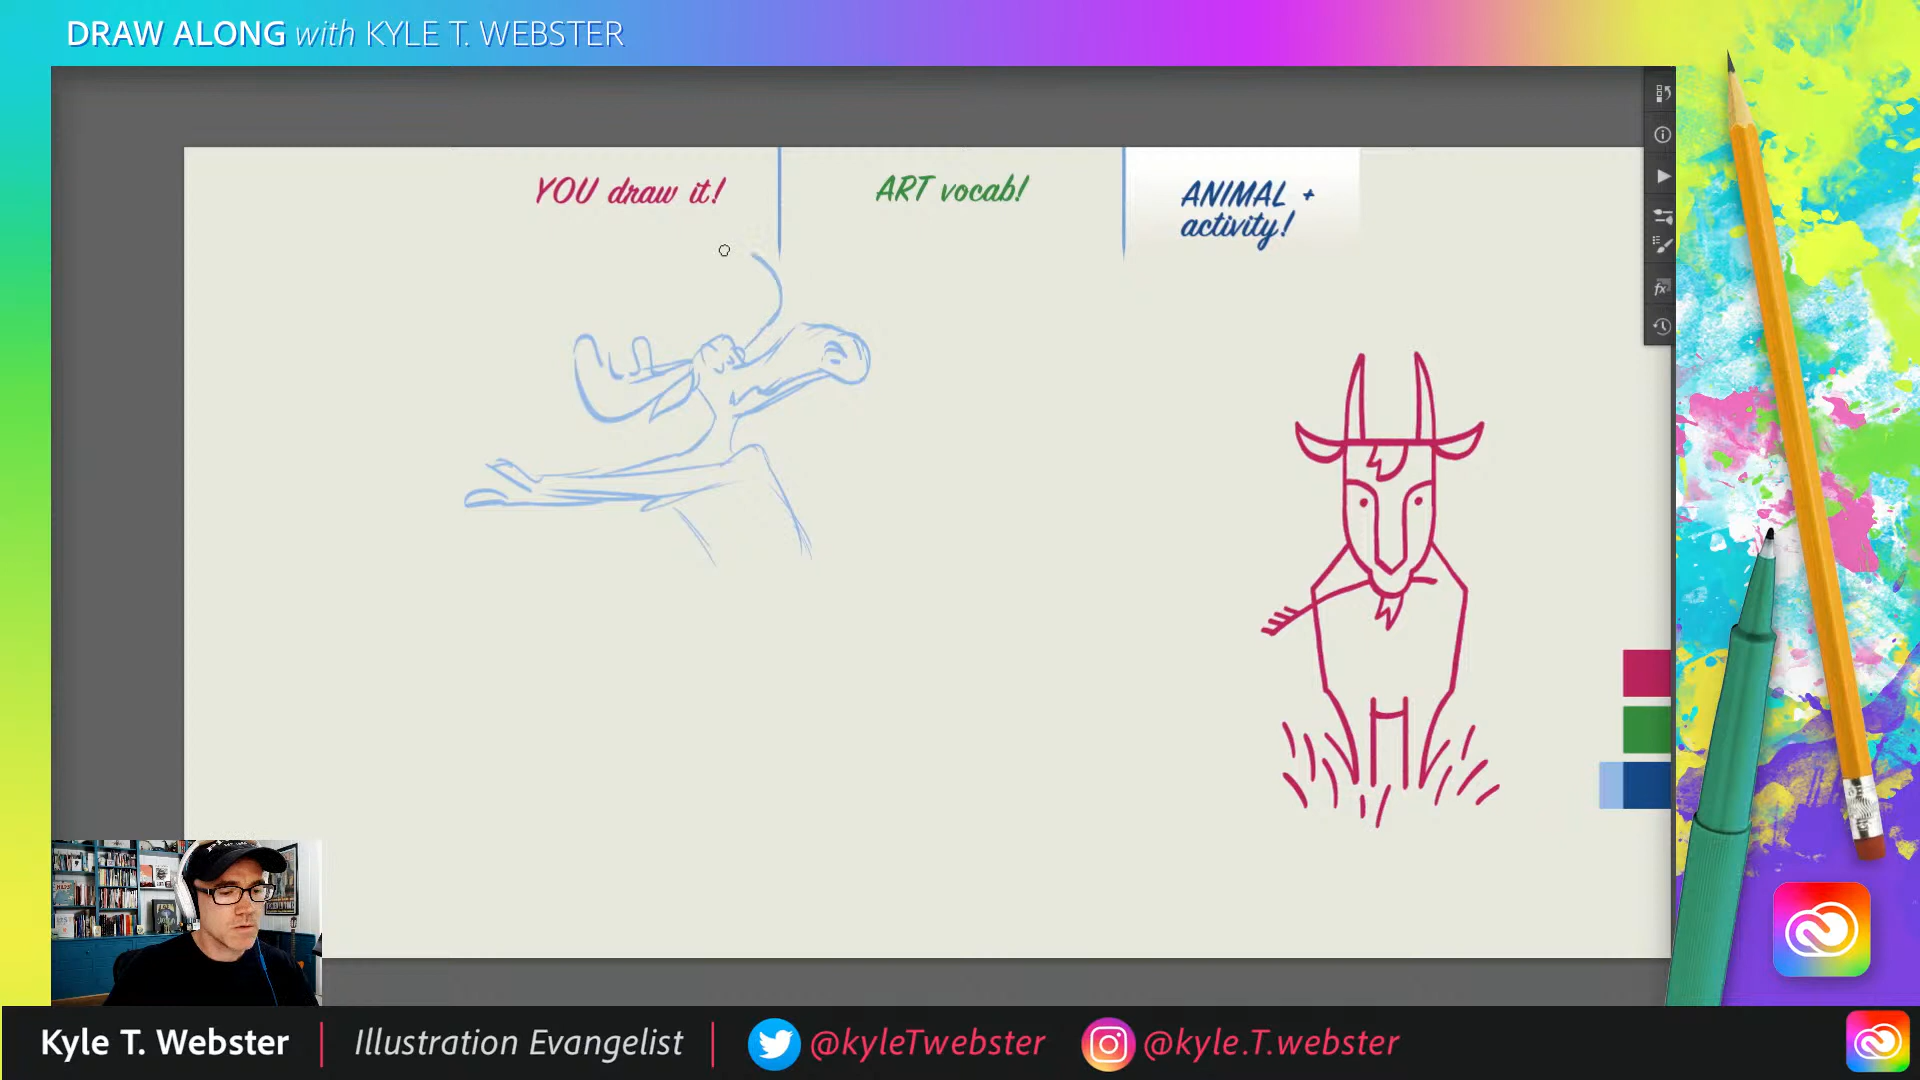 DRAW ALONG with KYLE T. WEBSTER
YOU draw it!
ART vocab!
ANIMAL +
activity!
fx
Kyle T. Webster | Illustration Evangelist | @kyleTwebster @kyle.T.webster